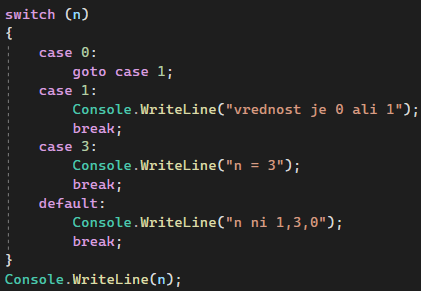 switch (n)
{
    case 0:
        goto case 1;
    case 1:
        Console.WriteLine("vrednost je 0 ali 1");
        break;
    case 3:
        Console.WriteLine("n = 3");
        break;
    default:
        Console.WriteLine("n ni 1,3,0");
        break;
}
Console.WriteLine(n);